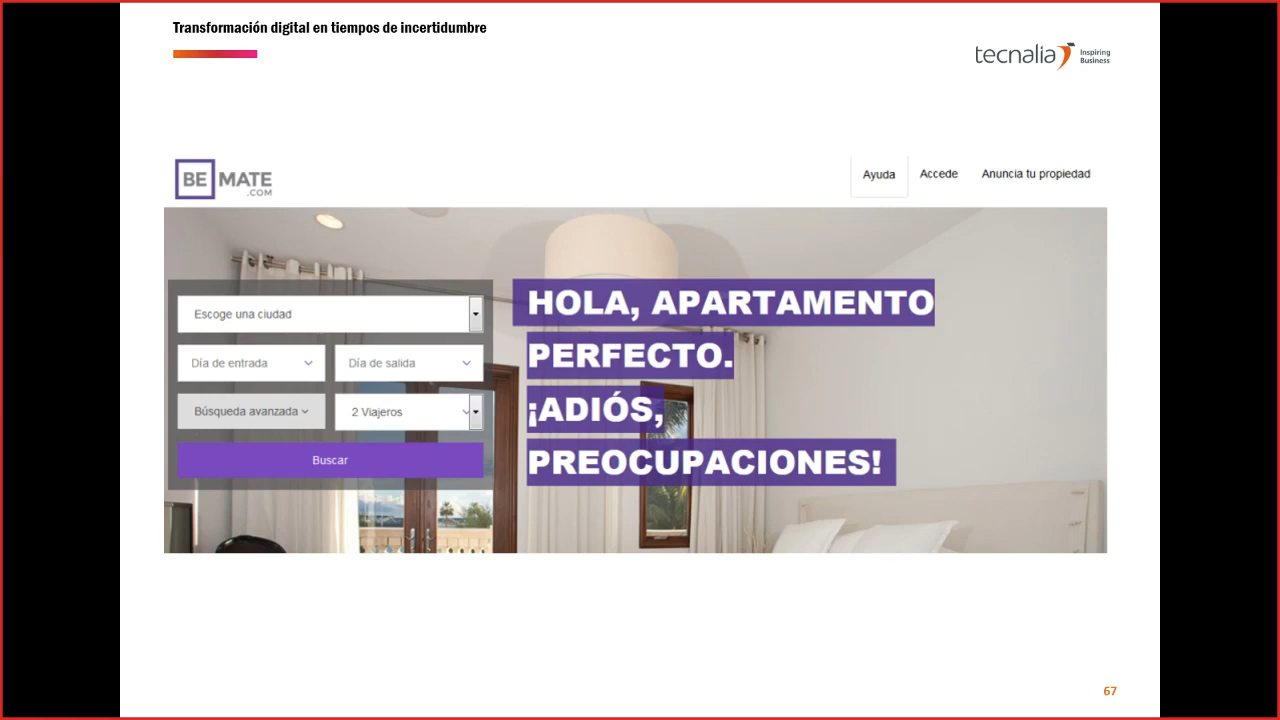 Transformación digital en tiempos de incertidumbre
tecnalia Inspiring Business
BE MATE .COM
Ayuda Accede Anuncia tu propiedad
Escoge una ciudad
Día de entrada Día de salida
Búsqueda avanzada 2 Viajeros
Buscar
HOLA, APARTAMENTO
PERFECTO.
¡ADIÓS,
PREOCUPACIONES!
67